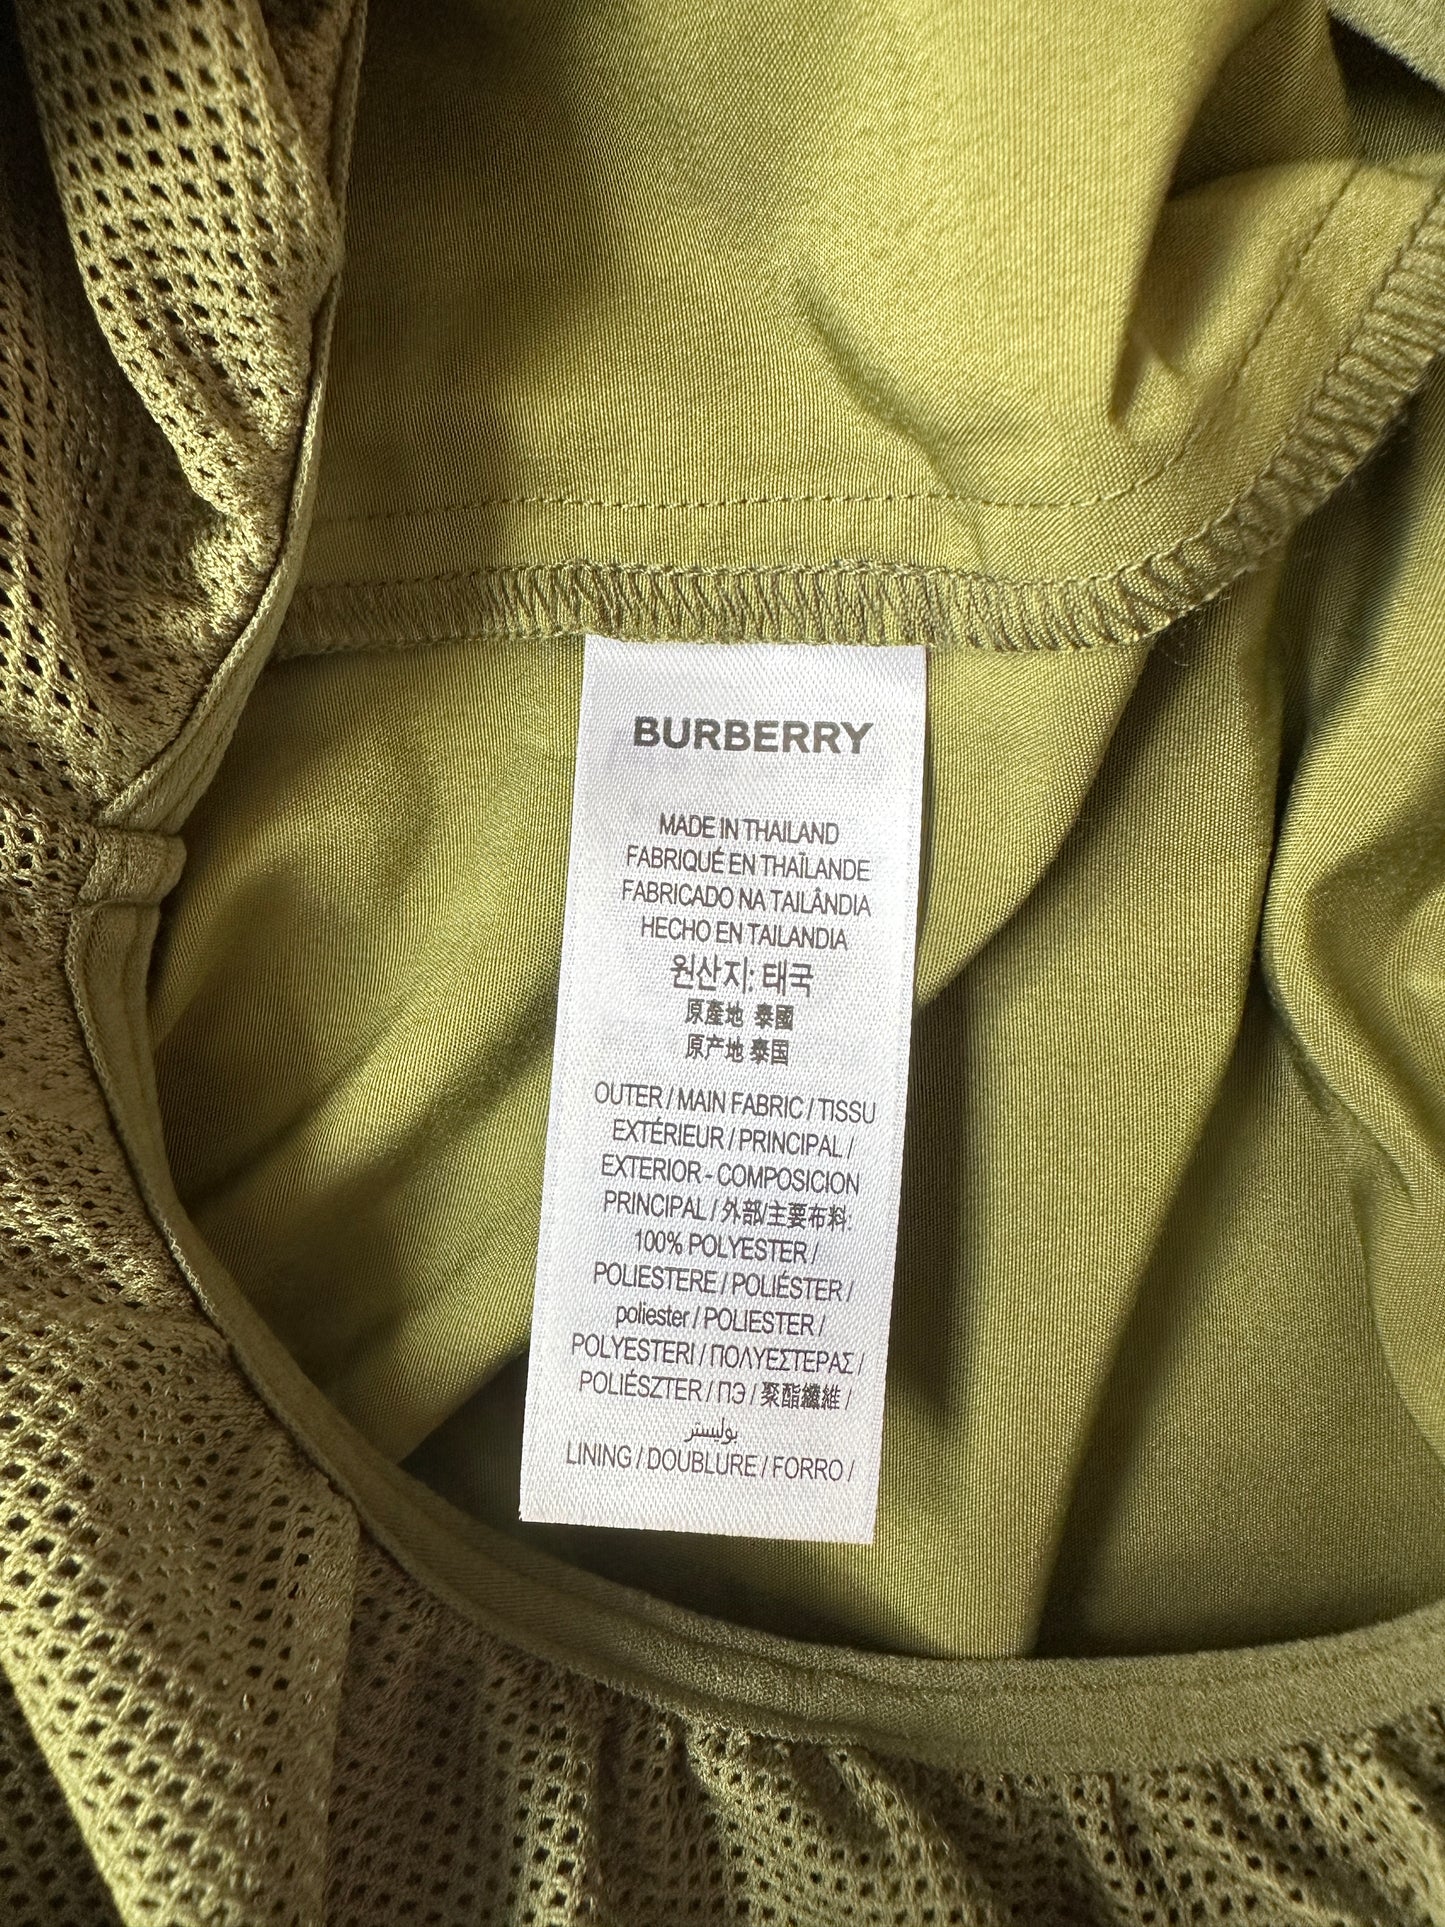 BURBERRY
MADE IN THAILAND
FABRIQUÉ EN THAÏLANDE
FABRICADO NA TAILÂNDIA
HECHO EN TAILANDIA
원산지: 태국
原產地 泰國
原产地 泰国
OUTER / MAIN FABRIC / TISSU
EXTÉRIEUR / PRINCIPAL /
EXTERIOR - COMPOSICION
PRINCIPAL / 外部/主要布料:
100% POLYESTER /
POLIESTERE / POLIÉSTER /
poliester / POLIESTER /
POLYESTERI / ΠΟΛΥΕΣΤΕΡΑΣ /
POLIÉSZTER / ПЭ / 聚酯纖維 /
بوليستر
LINING / DOUBLURE / FORRO /